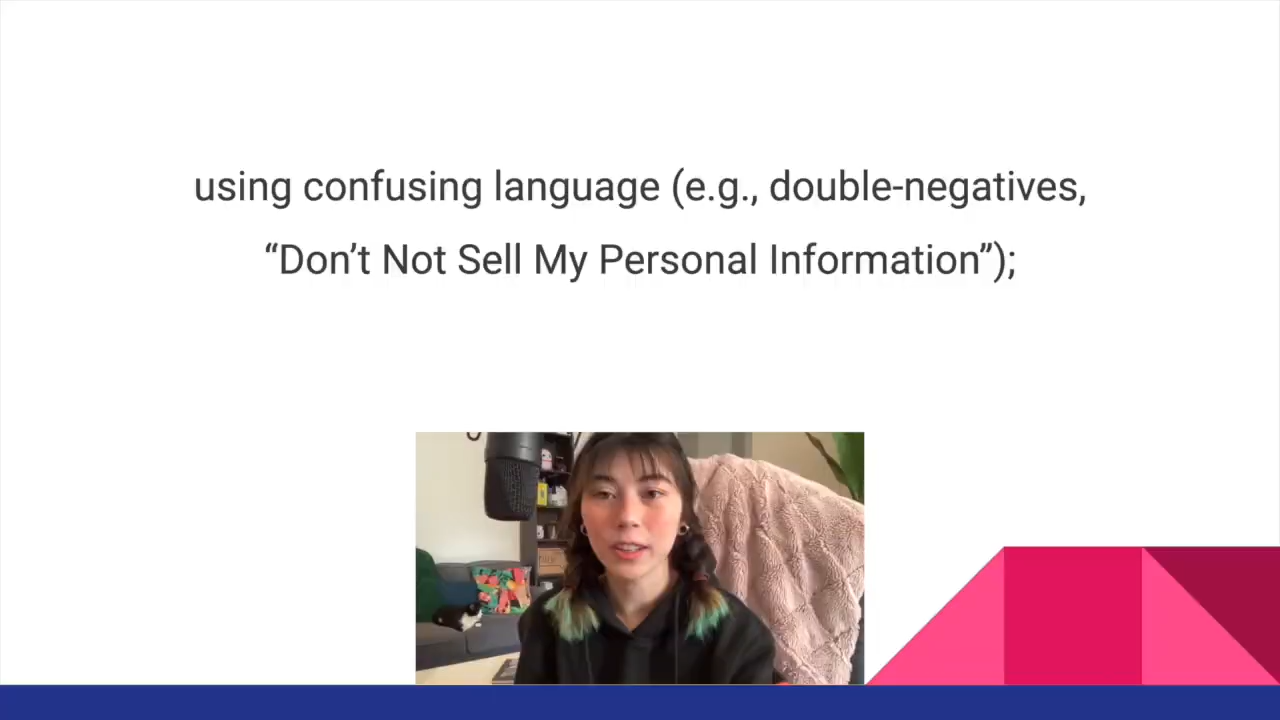 using confusing language (e.g., double-negatives,
“Don’t Not Sell My Personal Information”);